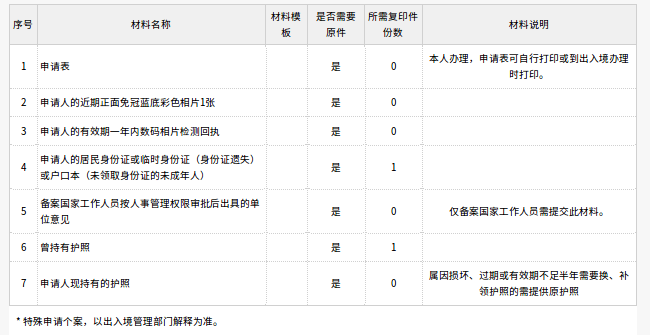 序号 材料名称 材料模板 是否需要原件 所需复印件份数 材料说明
1 申请表 是 0 本人办理，申请表可自行打印或到出入境办理时打印。
2 申请人的近期正面免冠蓝底彩色相片1张 是 0
3 申请人的有效期一年内数码相片检测回执 是 0
4 申请人的居民身份证或临时身份证（身份证遗失）或户口本（未领取身份证的未成年人） 是 1
5 备案国家工作人员按人事管理权限审批后出具的单位意见 是 0 仅备案国家工作人员需提交此材料。
6 曾持有护照 是 1
7 申请人现持有的护照 是 0 属因损坏、过期或有效期不足半年需要换、补领护照的需提供原护照
* 特殊申请个案，以出入境管理部门解释为准。